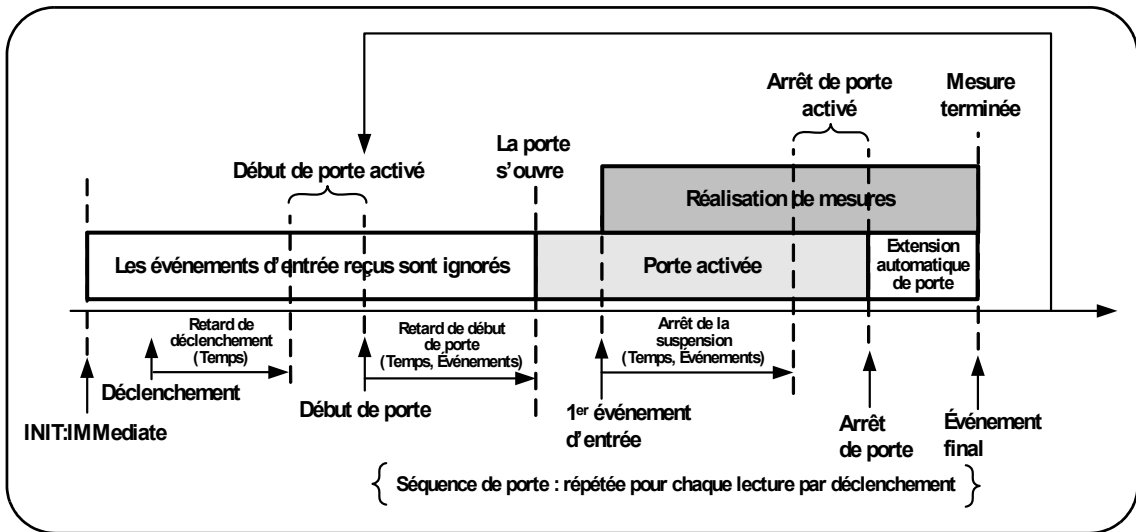 Arrêt de porte
activé
Mesure
terminée
La porte
s'ouvre
Début de porte activé
Réalisation de mesures
Les événements d'entrée reçus sont ignorés
Porte activée
Extension
automatique
de porte
Retard de
déclenchement
(Temps)
Retard de début
de porte
(Temps, Événements)
Arrêt de la
suspension
(Temps, Événements)
Déclenchement
Début de porte
1er événement
d'entrée
Arrêt
de porte
Événement
final
INIT:IMMediate
Séquence de porte : répétée pour chaque lecture par déclenchement